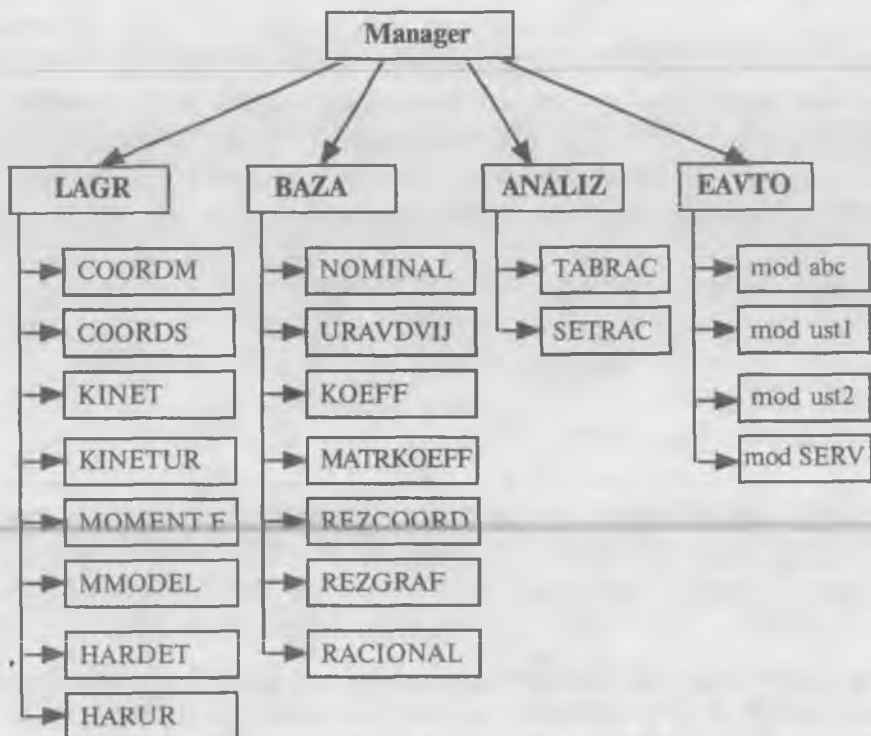 Manager
LAGR
BAZA
ANALIZ
EAVTO
COORDM
COORDS
KINET
KINETUR
MOMENT F
MMODEL
HARDET
HARUR
NOMINAL
URAVDVIJ
KOEFF
MATRKOEFF
REZCOORD
REZGRAF
RACIONAL
TABRAC
SETRAC
mod abc
mod ust1
mod ust2
mod SERV